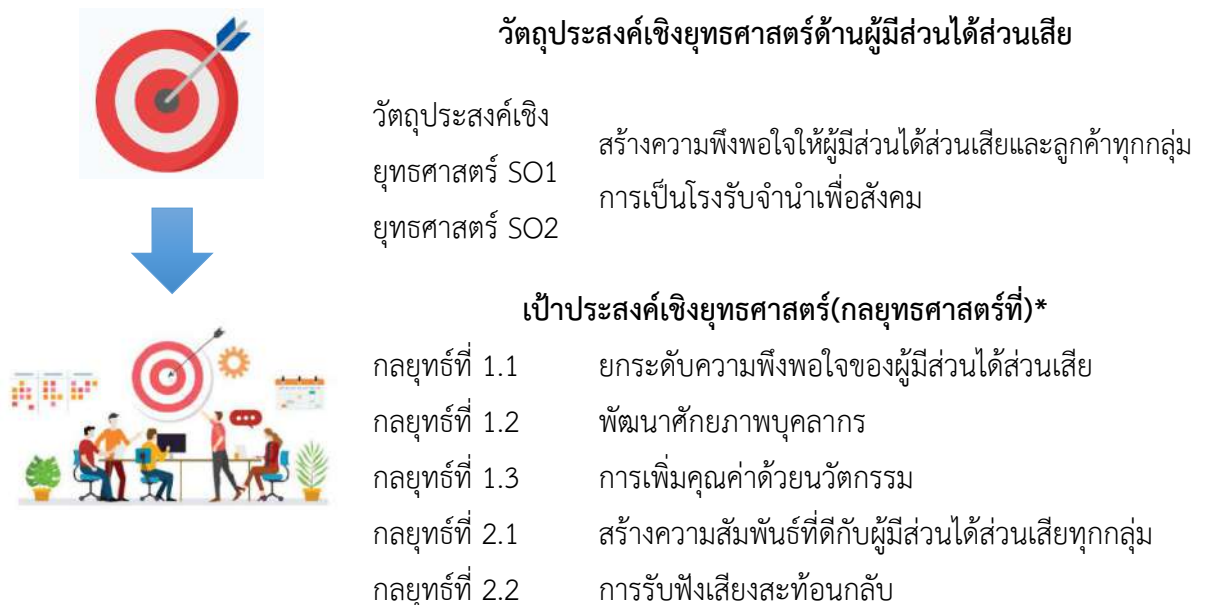 วัตถุประสงค์เชิงยุทธศาสตร์ด้านผู้มีส่วนได้ส่วนเสีย
วัตถุประสงค์เชิง
ยุทธศาสตร์ SO1
ยุทธศาสตร์ SO2
สร้างความพึงพอใจให้ผู้มีส่วนได้ส่วนเสียและลูกค้าทุกกลุ่ม
การเป็นโรงรับจำนำเพื่อสังคม
เป้าประสงค์เชิงยุทธศาสตร์(กลยุทธศาสตร์ที่)*
กลยุทธ์ที่ 1.1 ยกระดับความพึงพอใจของผู้มีส่วนได้ส่วนเสีย
กลยุทธ์ที่ 1.2 พัฒนาศักยภาพบุคลากร
กลยุทธ์ที่ 1.3 การเพิ่มคุณค่าด้วยนวัตกรรม
กลยุทธ์ที่ 2.1 สร้างความสัมพันธ์ที่ดีกับผู้มีส่วนได้ส่วนเสียทุกกลุ่ม
กลยุทธ์ที่ 2.2 การรับฟังเสียงสะท้อนกลับ